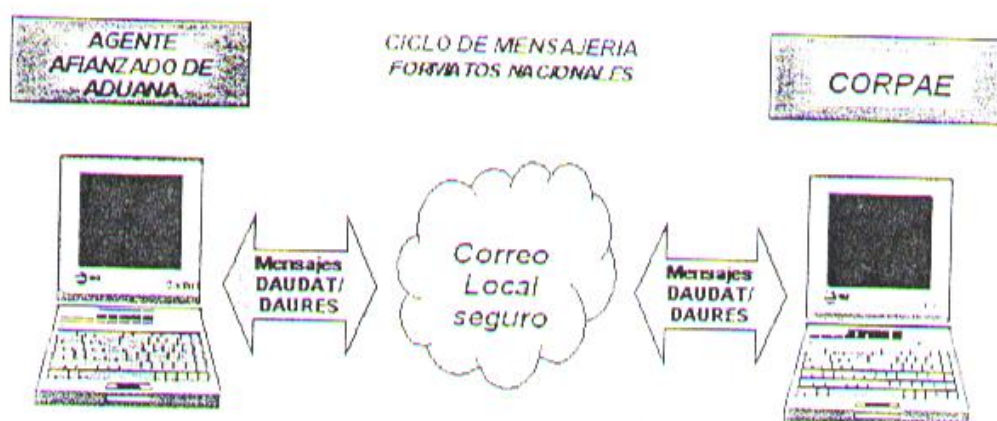 AGENTE
AFIANZADO DE
ADUANA
CICLO DE MENSAJERIA
FORMATOS NACIONALES
CORPAE
Mensajes
DAUDAT/
DAURES
Correo
Local
seguro
Mensajes
DAUDAT/
DAURES